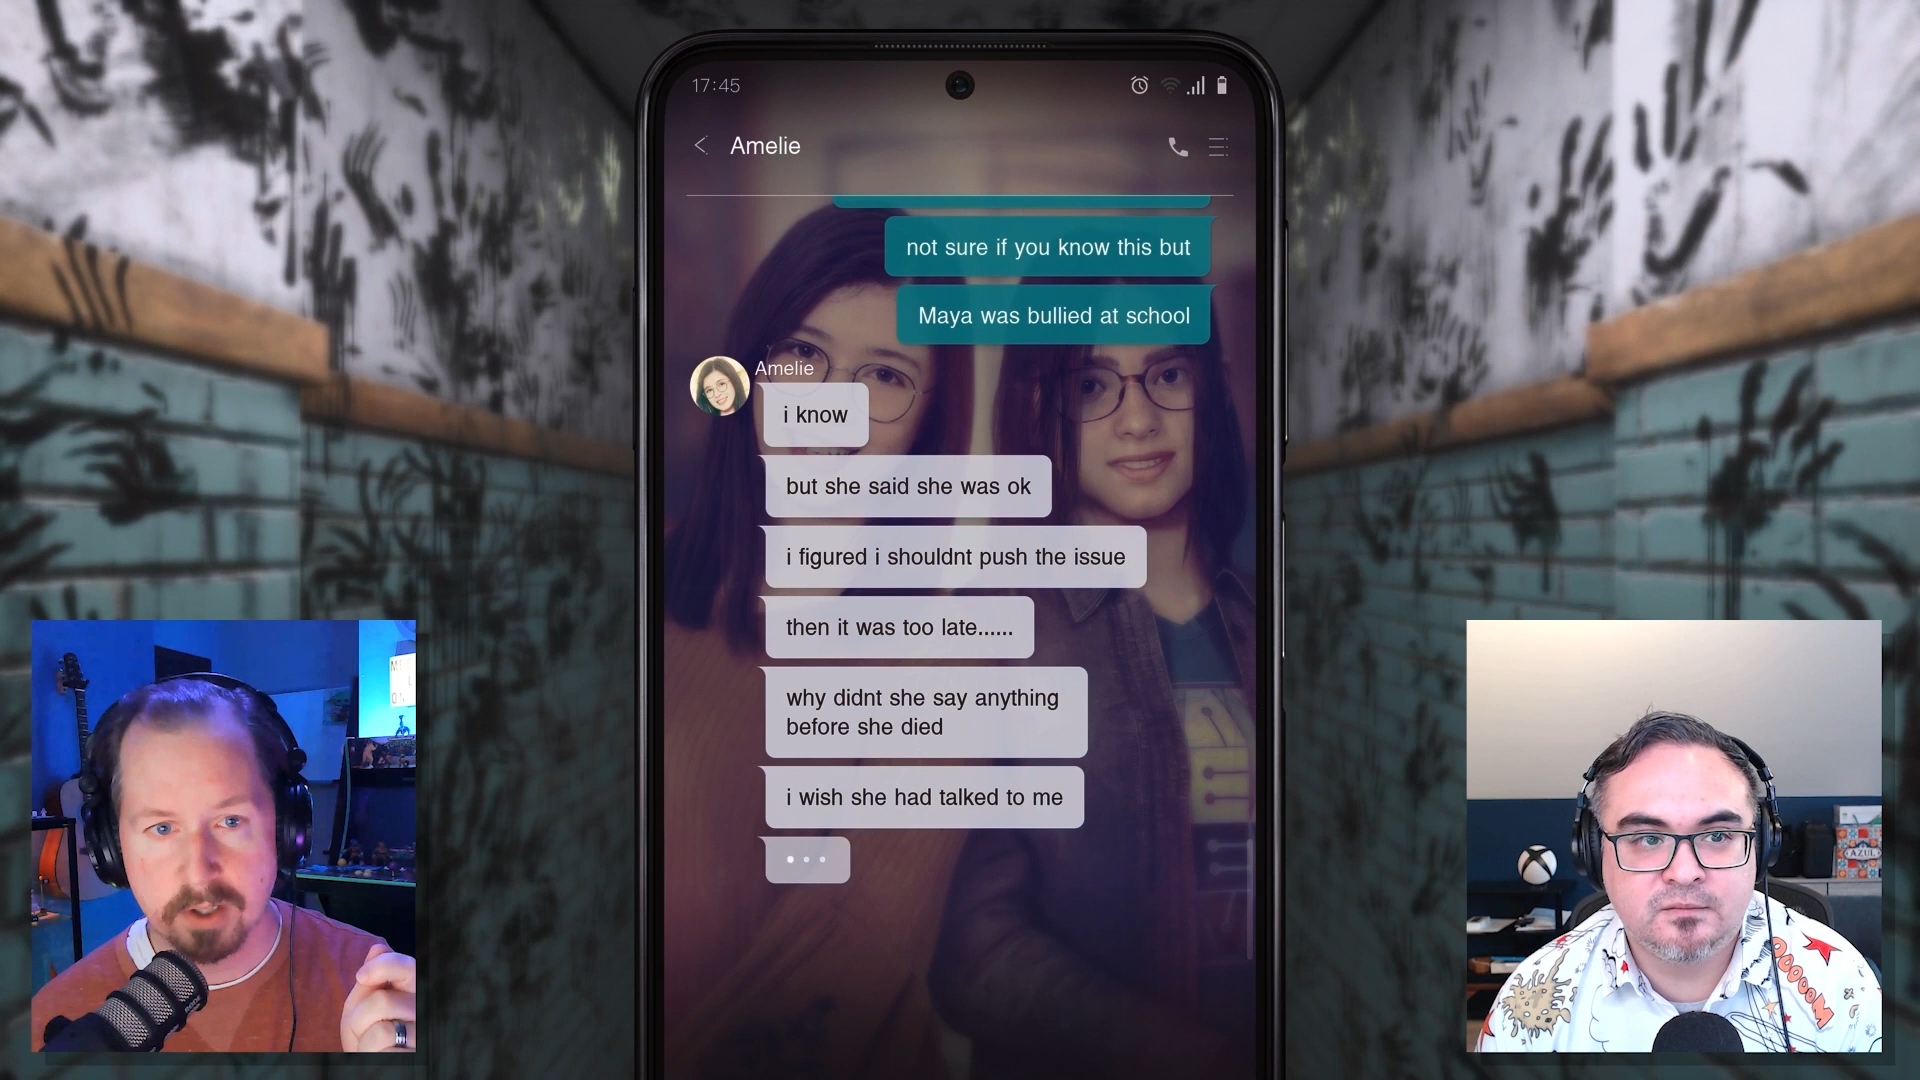 17:45
Amelie
not sure if you know this but
Maya was bullied at school
Amelie
i know
but she said she was ok
i figured i shouldnt push the issue
then it was too late......
why didnt she say anything
before she died
i wish she had talked to me
AZUL